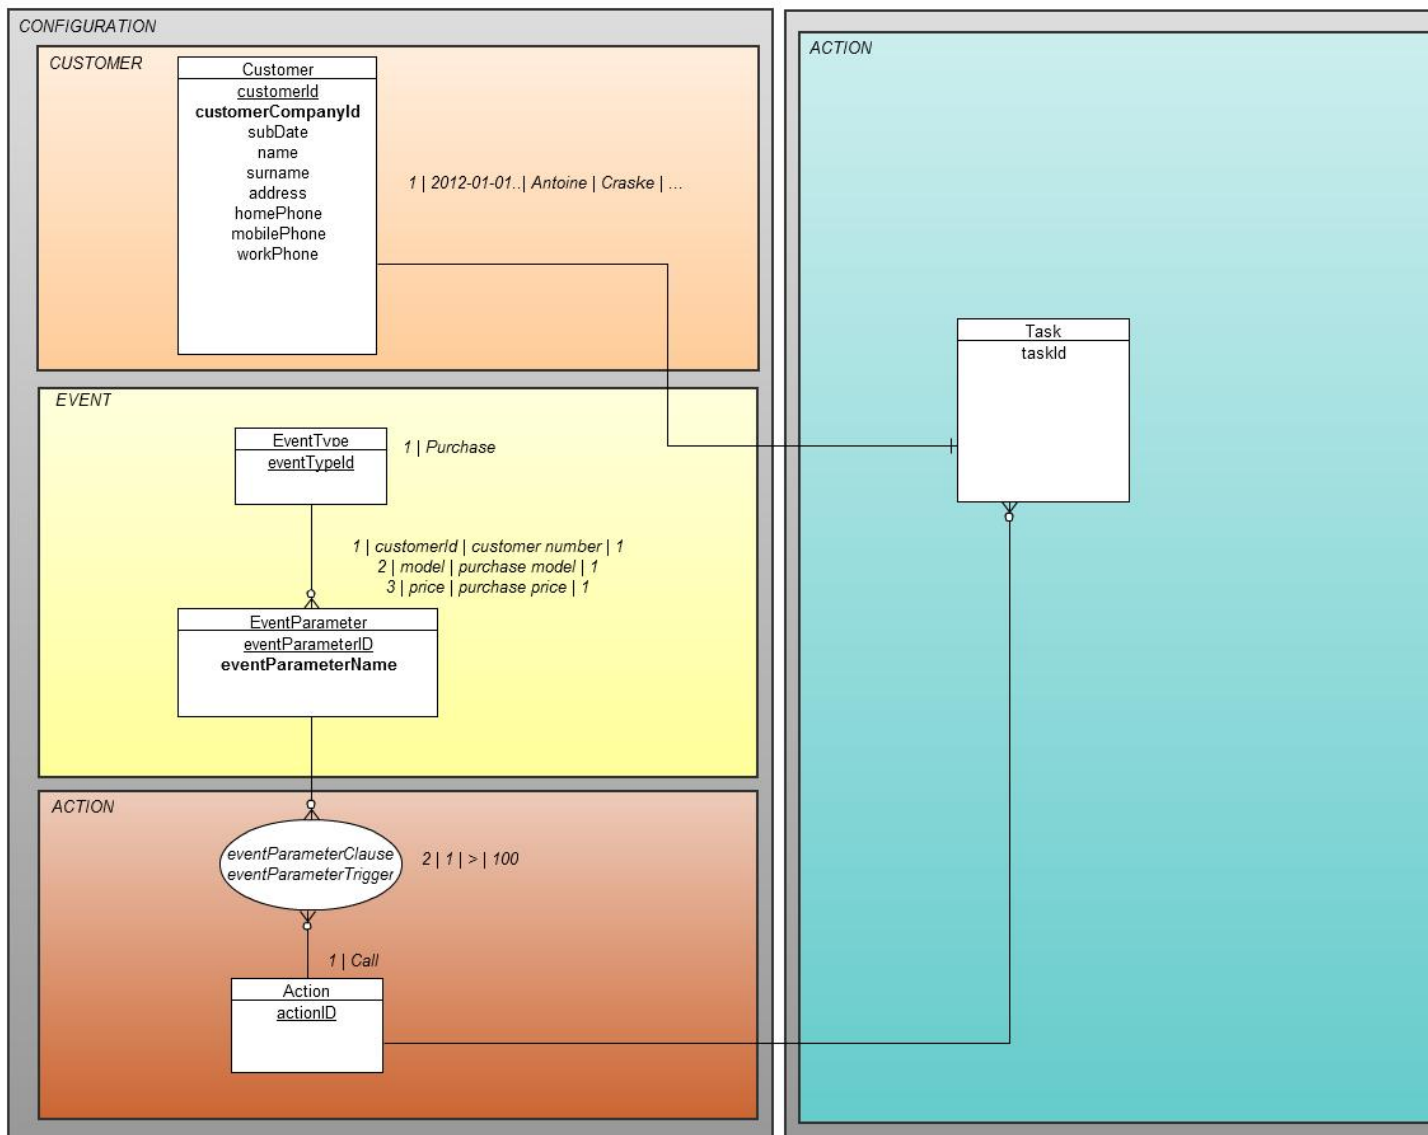 CONFIGURATION
CUSTOMER
Customer
customerId
customerCompanyId
subDate
name
surname
address
homePhone
mobilePhone
workPhone
1 | 2012-01-01..| Antoine | Craske | ...
EVENT
EventType
eventTypeId
1 | Purchase
1 | customerId | customer number | 1
2 | model | purchase model | 1
3 | price | purchase price | 1
EventParameter
eventParameterID
eventParameterName
ACTION
eventParameterClause
eventParameterTrigger
2 | 1 | > | 100
1 | Call
Action
actionID
ACTION
Task
taskId